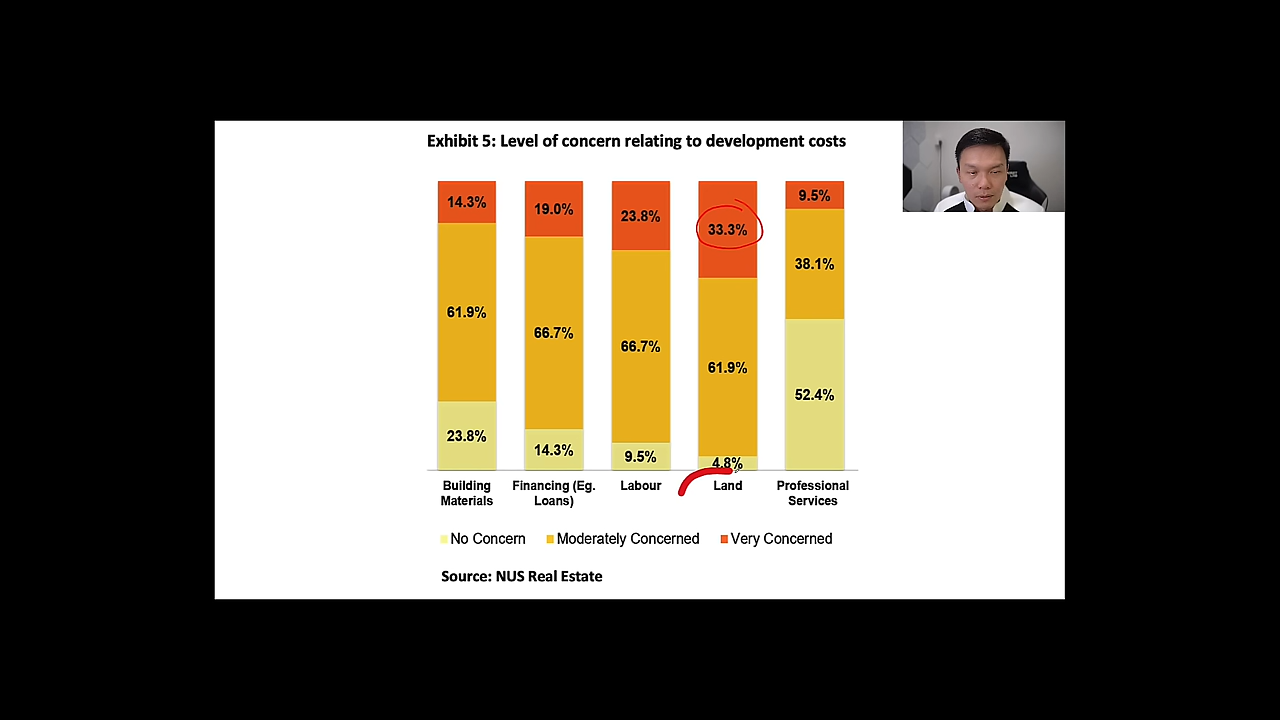 Exhibit 5: Level of concern relating to development costs
14.3% 19.0% 23.8% 33.3% 9.5%
61.9% 66.7% 66.7% 61.9% 38.1%
23.8% 14.3% 9.5% 4.8% 52.4%
Building Materials
Financing (Eg. Loans)
Labour
Land
Professional Services
No Concern Moderately Concerned Very Concerned
Source: NUS Real Estate